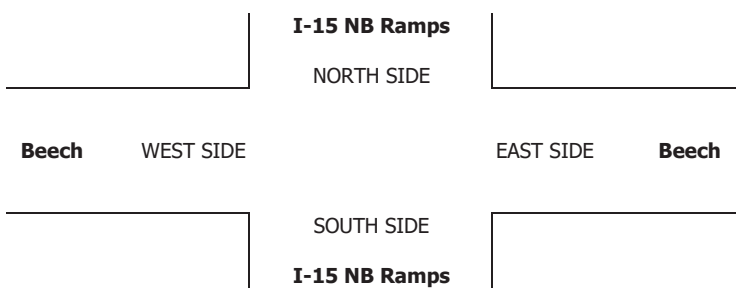 I-15 NB Ramps
NORTH SIDE
Beech WEST SIDE EAST SIDE Beech
SOUTH SIDE
I-15 NB Ramps